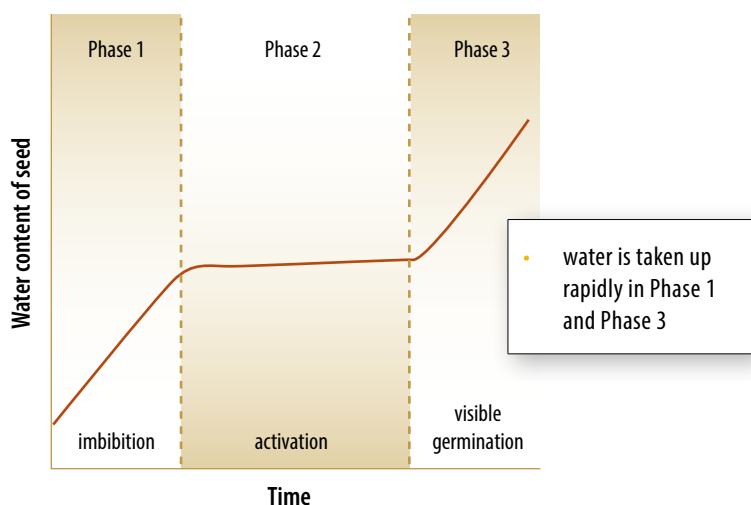 Phase 1
Phase 2
Phase 3
Water content of seed
• water is taken up
rapidly in Phase 1
and Phase 3
imbibition
activation
visible
germination
Time